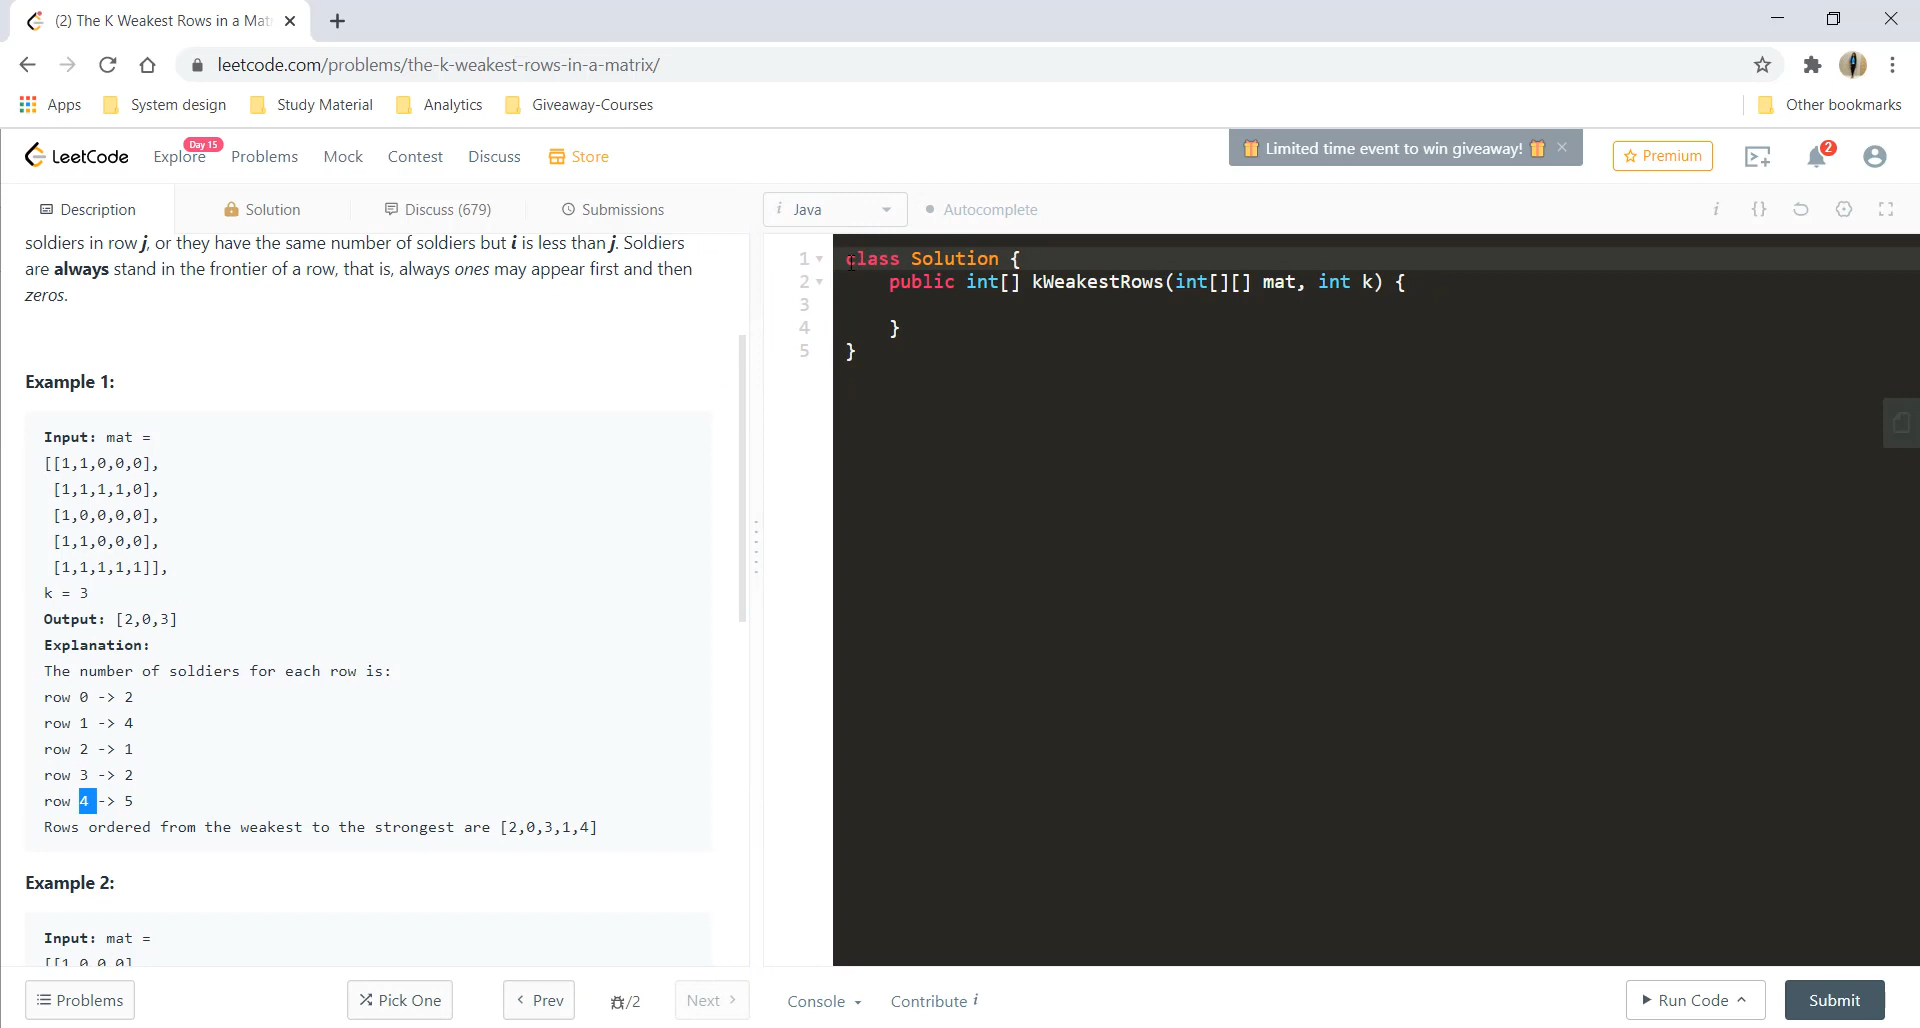 (2) The K Weakest Rows in a Mat
leetcode.com/problems/the-k-weakest-rows-in-a-matrix/
Apps System design Study Material Analytics Giveaway-Courses Other bookmarks
LeetCode Explore Day 15 Problems Mock Contest Discuss Store Limited time event to win giveaway! Premium 2
Description Solution Discuss (679) Submissions i Java Autocomplete i {}
soldiers in row j, or they have the same number of soldiers but i is less than j. Soldiers
are always stand in the frontier of a row, that is, always ones may appear first and then
zeros.
Example 1:
Input: mat =
[[1,1,0,0,0],
[1,1,1,1,0],
[1,0,0,0,0],
[1,1,0,0,0],
[1,1,1,1,1]],
k = 3
Output: [2,0,3]
Explanation:
The number of soldiers for each row is:
row 0 -> 2
row 1 -> 4
row 2 -> 1
row 3 -> 2
row 4 -> 5
Rows ordered from the weakest to the strongest are [2,0,3,1,4]
Example 2:
Input: mat =
[[1,0,0,0]
1 class Solution {
2 public int[] kWeakestRows(int[][] mat, int k) {
3
4 }
5 }
Problems Pick One Prev /2 Next Console Contribute i Run Code Submit